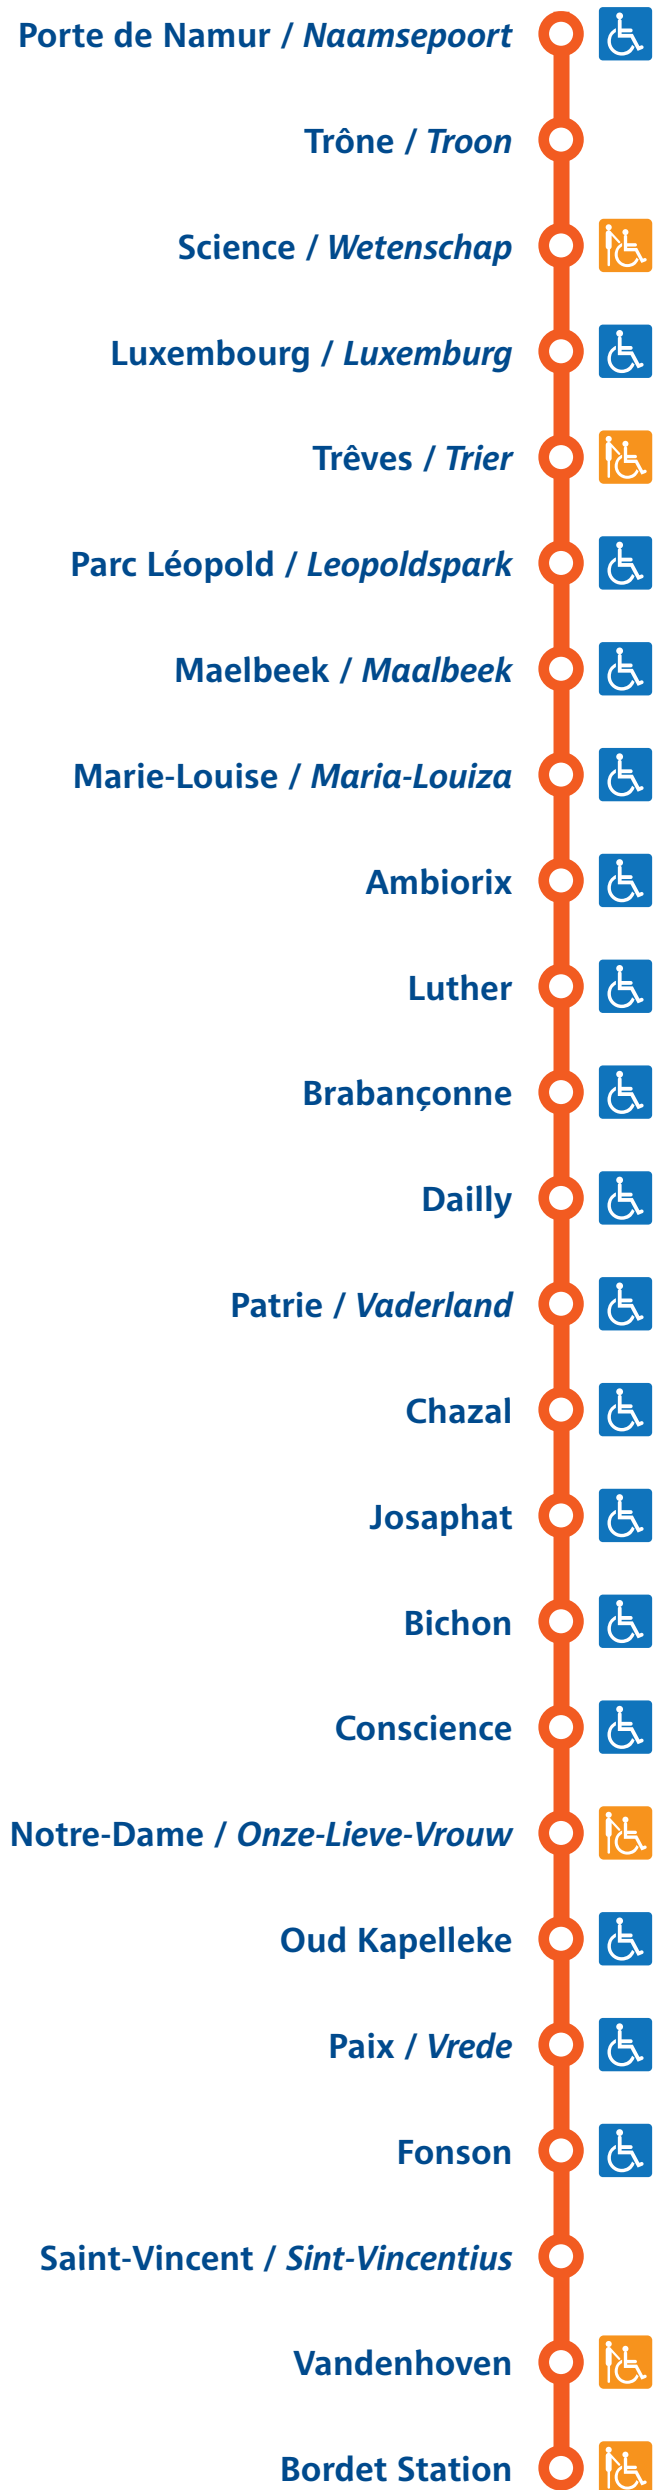 Porte de Namur / Naamsepoort
Trône / Troon
Science / Wetenschap
Luxembourg / Luxemburg
Trêves / Trier
Parc Léopold / Leopoldspark
Maelbeek / Maalbeek
Marie-Louise / Maria-Louiza
Ambiorix
Luther
Brabançonne
Dailly
Patrie / Vaderland
Chazal
Josaphat
Bichon
Conscience
Notre-Dame / Onze-Lieve-Vrouw
Oud Kapelleke
Paix / Vrede
Fonson
Saint-Vincent / Sint-Vincentius
Vandenhoven
Bordet Station